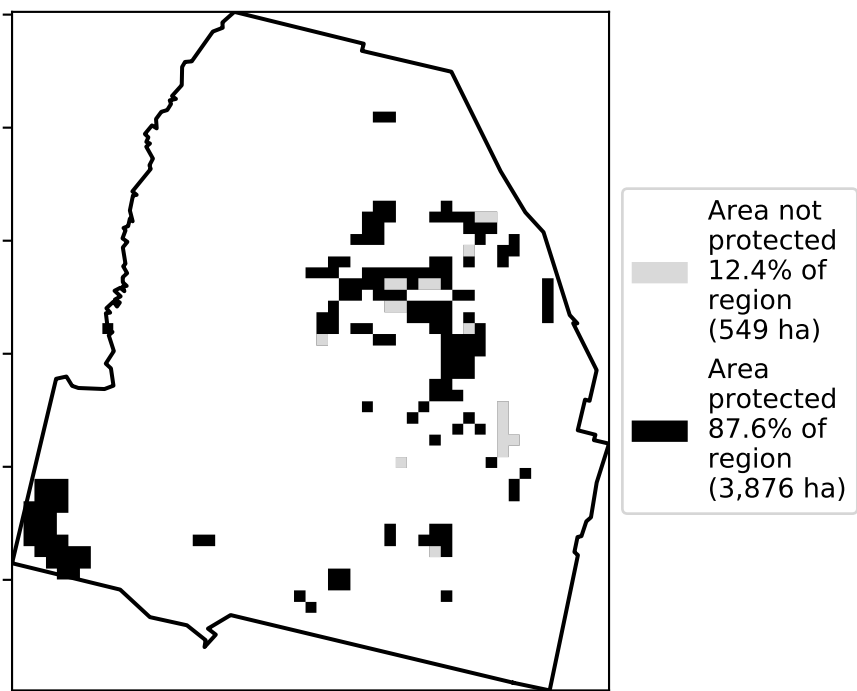 Area not
protected
12.4% of
region
(549 ha)
Area
protected
87.6% of
region
(3,876 ha)